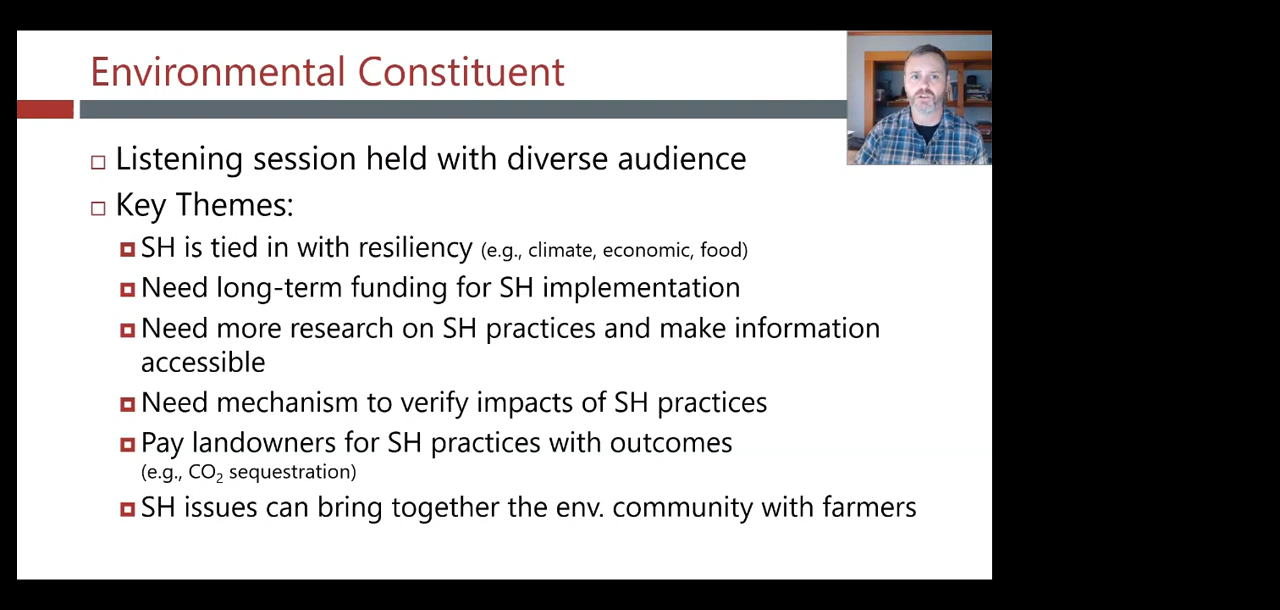 Environmental Constituent
Listening session held with diverse audience
Key Themes:
SH is tied in with resiliency (e.g., climate, economic, food)
Need long-term funding for SH implementation
Need more research on SH practices and make information
accessible
Need mechanism to verify impacts of SH practices
Pay landowners for SH practices with outcomes
(e.g., CO₂ sequestration)
SH issues can bring together the env. community with farmers